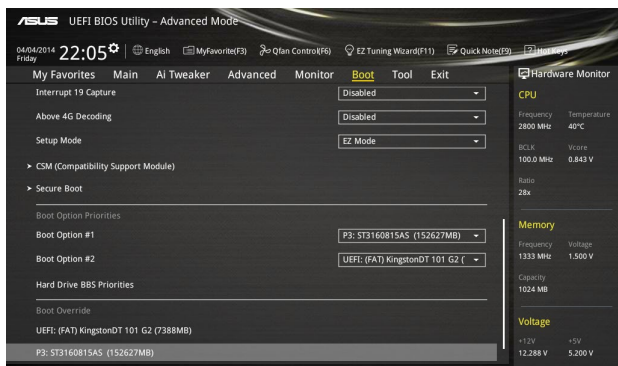 ASUS UEFI BIOS Utility – Advanced Mode
04/04/2014
Friday
22:05
English
MyFavorite(F3)
Qfan Control(F6)
EZ Tuning Wizard(F11)
Quick Note(F9)
? Hot Keys
My Favorites Main Ai Tweaker Advanced Monitor Boot Tool Exit
Interrupt 19 Capture Disabled
Above 4G Decoding Disabled
Setup Mode EZ Mode
> CSM (Compatibility Support Module)
> Secure Boot
Boot Option Priorities
Boot Option #1 P3: ST3160815AS (152627MB)
Boot Option #2 UEFI: (FAT) KingstonDT 101 G2 (
Hard Drive BBS Priorities
Boot Override
UEFI: (FAT) KingstonDT 101 G2 (7388MB)
P3: ST3160815AS (152627MB)
Hardware Monitor
CPU
Frequency Temperature
2800 MHz 40°C
BCLK Vcore
100.0 MHz 0.843 V
Ratio
28x
Memory
Frequency Voltage
1333 MHz 1.500 V
Capacity
1024 MB
Voltage
+12V +5V
12.288 V 5.200 V